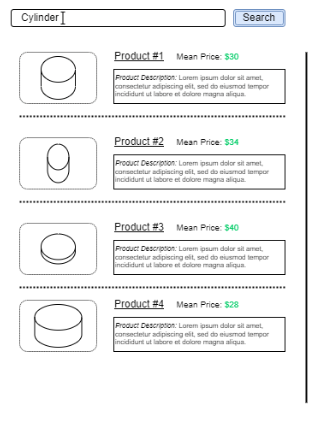 Cylinder
Search
Product #1 Mean Price: $30
Product Description: Lorem ipsum dolor sit amet,
consectetur adipiscing elit, sed do eiusmod tempor
incididunt ut labore et dolore magna aliqua.
Product #2 Mean Price: $34
Product Description: Lorem ipsum dolor sit amet,
consectetur adipiscing elit, sed do eiusmod tempor
incididunt ut labore et dolore magna aliqua.
Product #3 Mean Price: $40
Product Description: Lorem ipsum dolor sit amet,
consectetur adipiscing elit, sed do eiusmod tempor
incididunt ut labore et dolore magna aliqua.
Product #4 Mean Price: $28
Product Description: Lorem ipsum dolor sit amet,
consectetur adipiscing elit, sed do eiusmod tempor
incididunt ut labore et dolore magna aliqua.